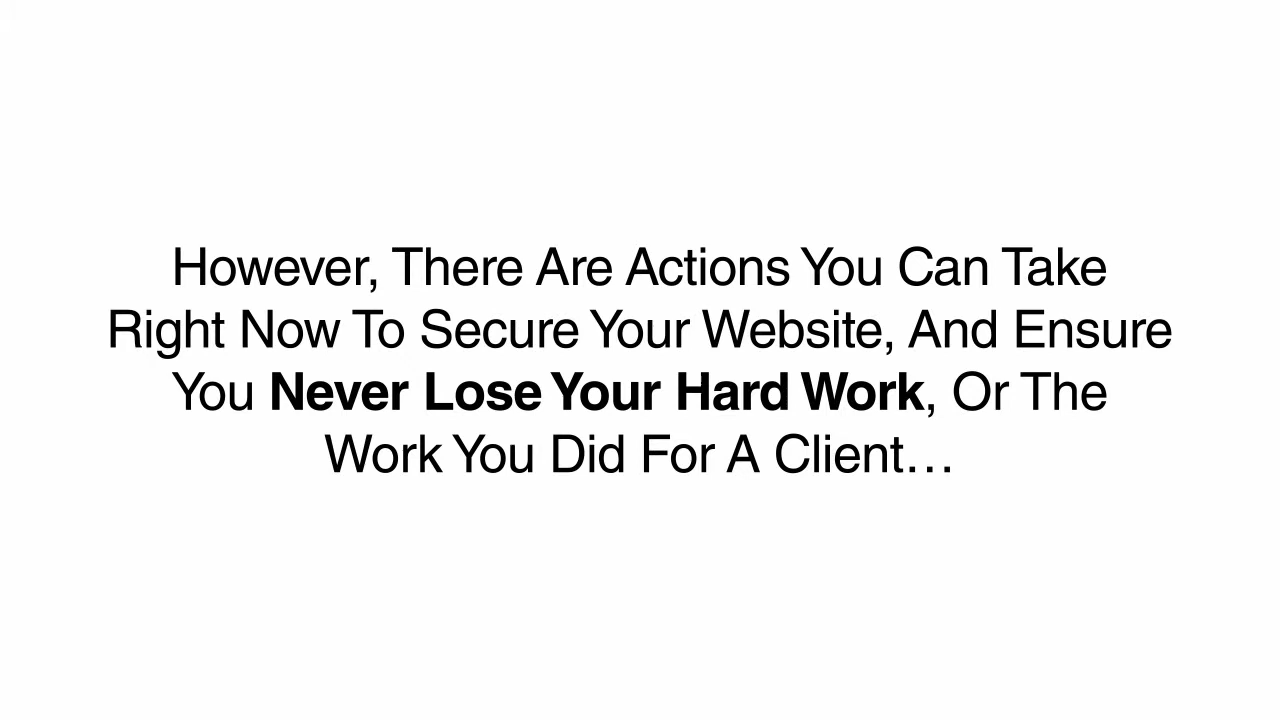 However, There Are Actions You Can Take
Right Now To Secure Your Website, And Ensure
You Never Lose Your Hard Work, Or The
Work You Did For A Client…